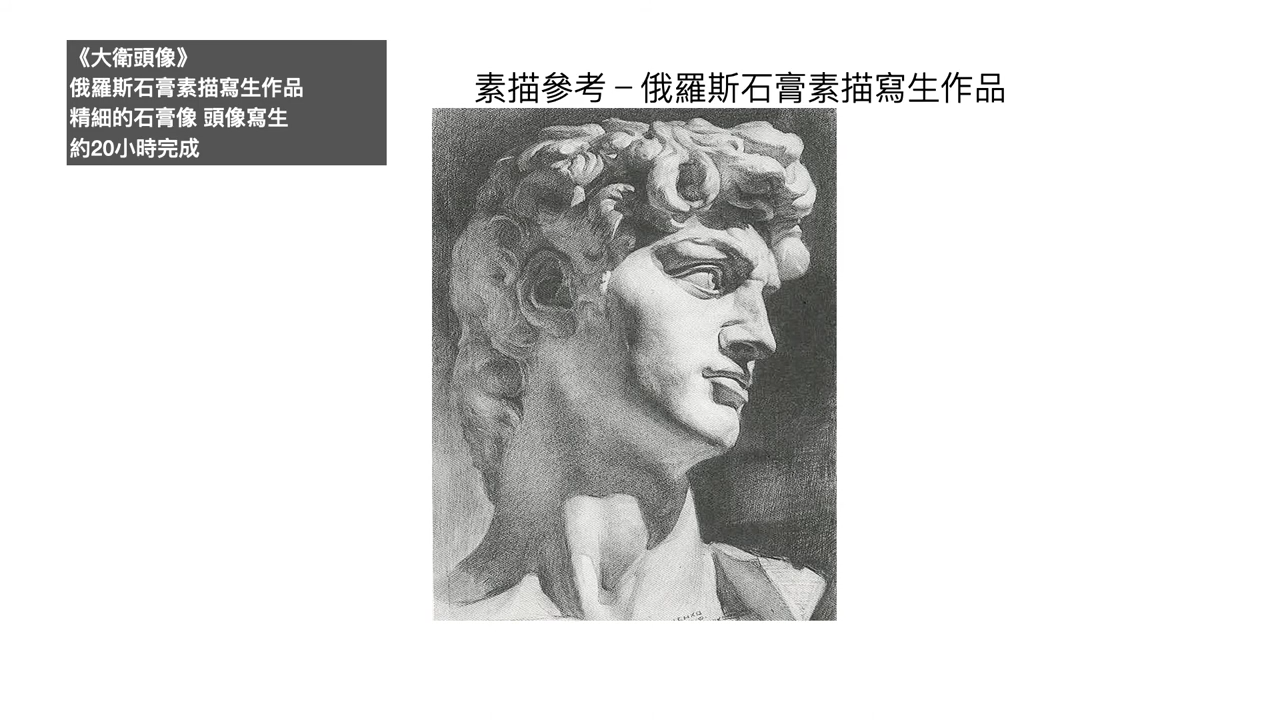 《大衛頭像》
俄羅斯石膏素描寫生作品
精細的石膏像 頭像寫生
約20小時完成
素描參考 – 俄羅斯石膏素描寫生作品